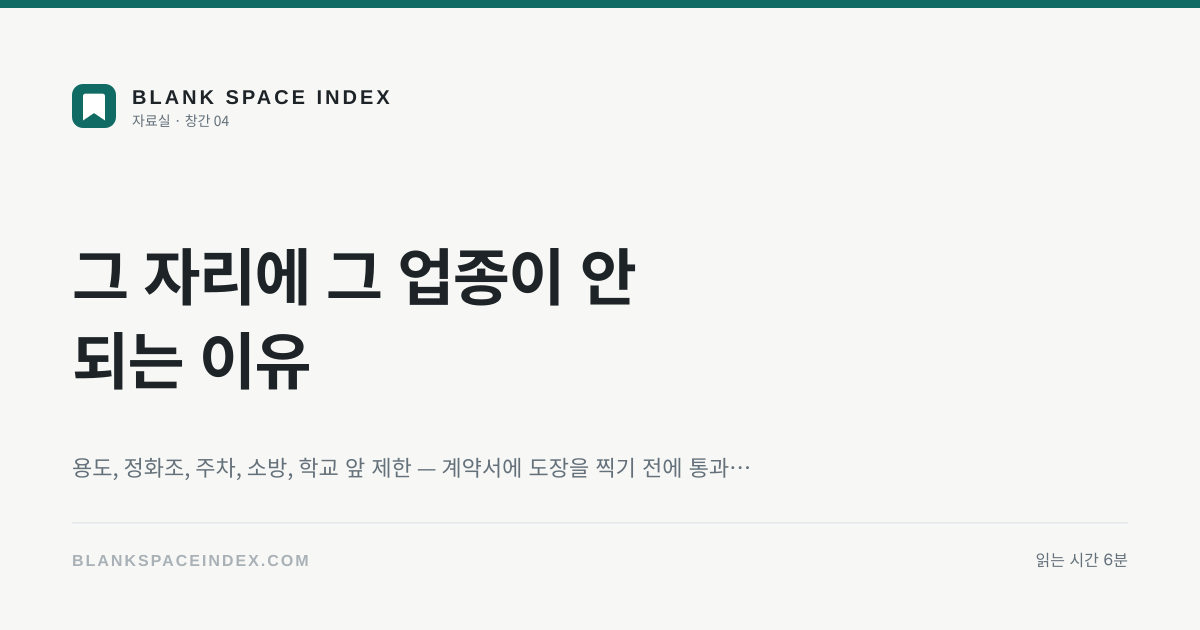 BLANK SPACE INDEX
자료실 · 창간 04
그 자리에 그 업종이 안
되는 이유
용도, 정화조, 주차, 소방, 학교 앞 제한 — 계약서에 도장을 찍기 전에 통과…
BLANKSPACEINDEX.COM
읽는 시간 6분